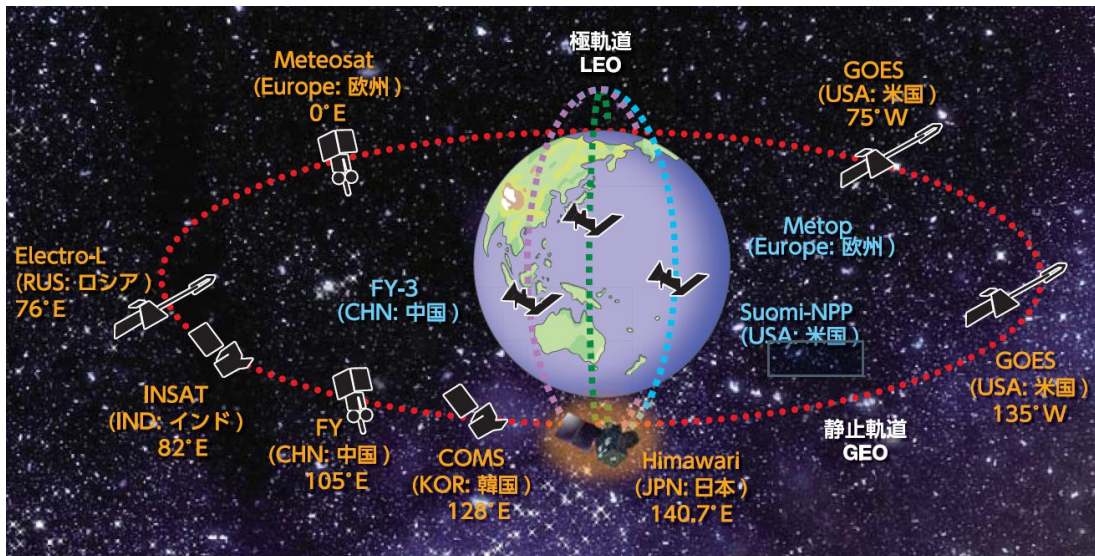 極軌道
LEO
Meteosat
(Europe: 欧州 )
0°E
GOES
(USA: 米国 )
75°W
Electro-L
(RUS: ロシア )
76°E
FY-3
(CHN: 中国 )
Metop
(Europe: 欧州 )
Suomi-NPP
(USA: 米国 )
GOES
(USA: 米国 )
135°W
INSAT
(IND: インド )
82°E
FY
(CHN: 中国 )
105°E
COMS
(KOR: 韓国 )
128°E
Himawari
(JPN: 日本 )
140.7°E
静止軌道
GEO